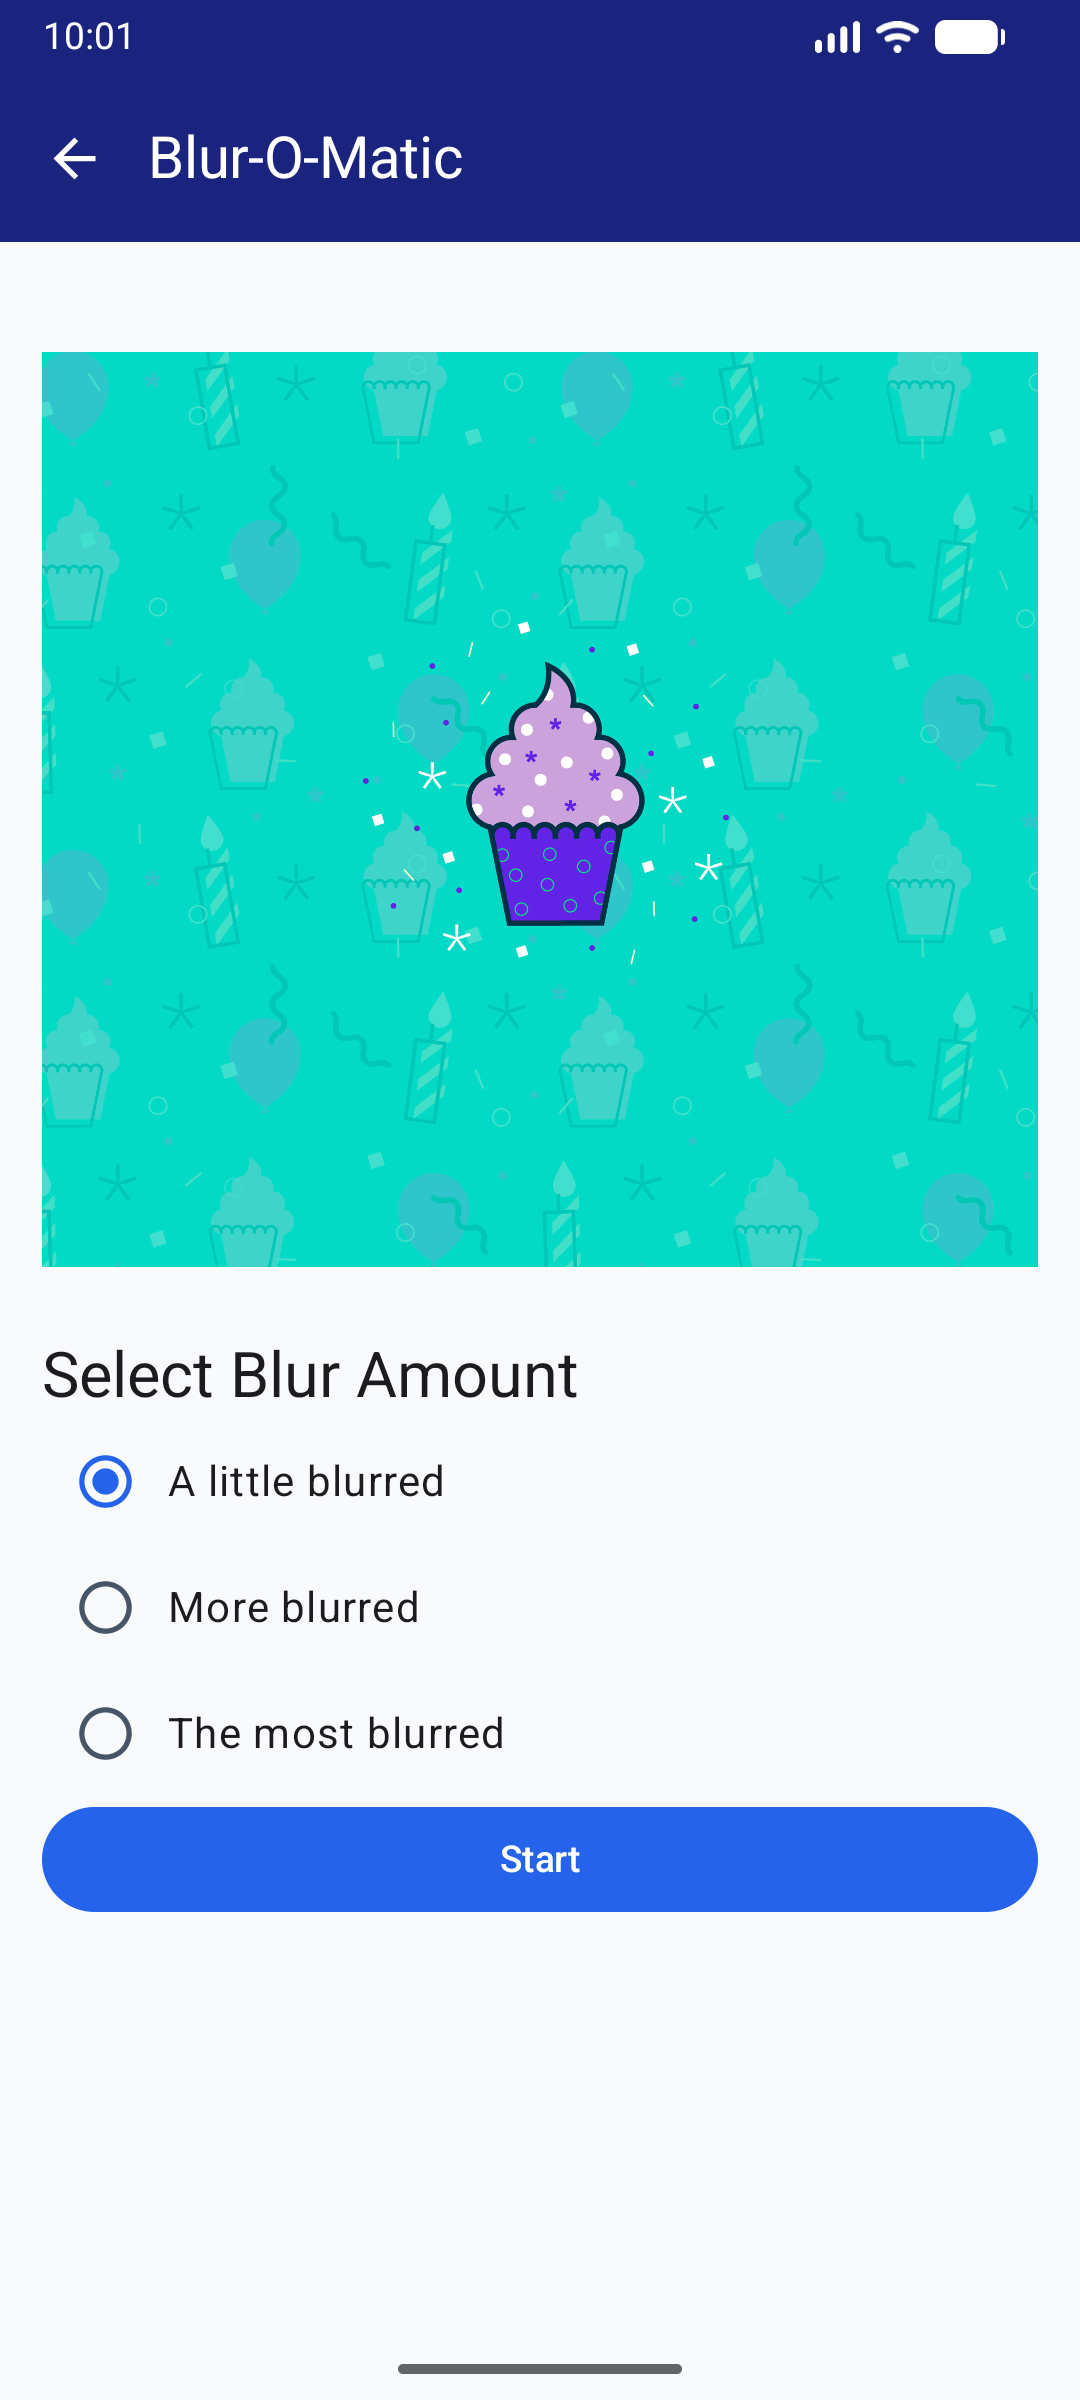 10:01
Blur-O-Matic
Select Blur Amount
A little blurred
More blurred
The most blurred
Start